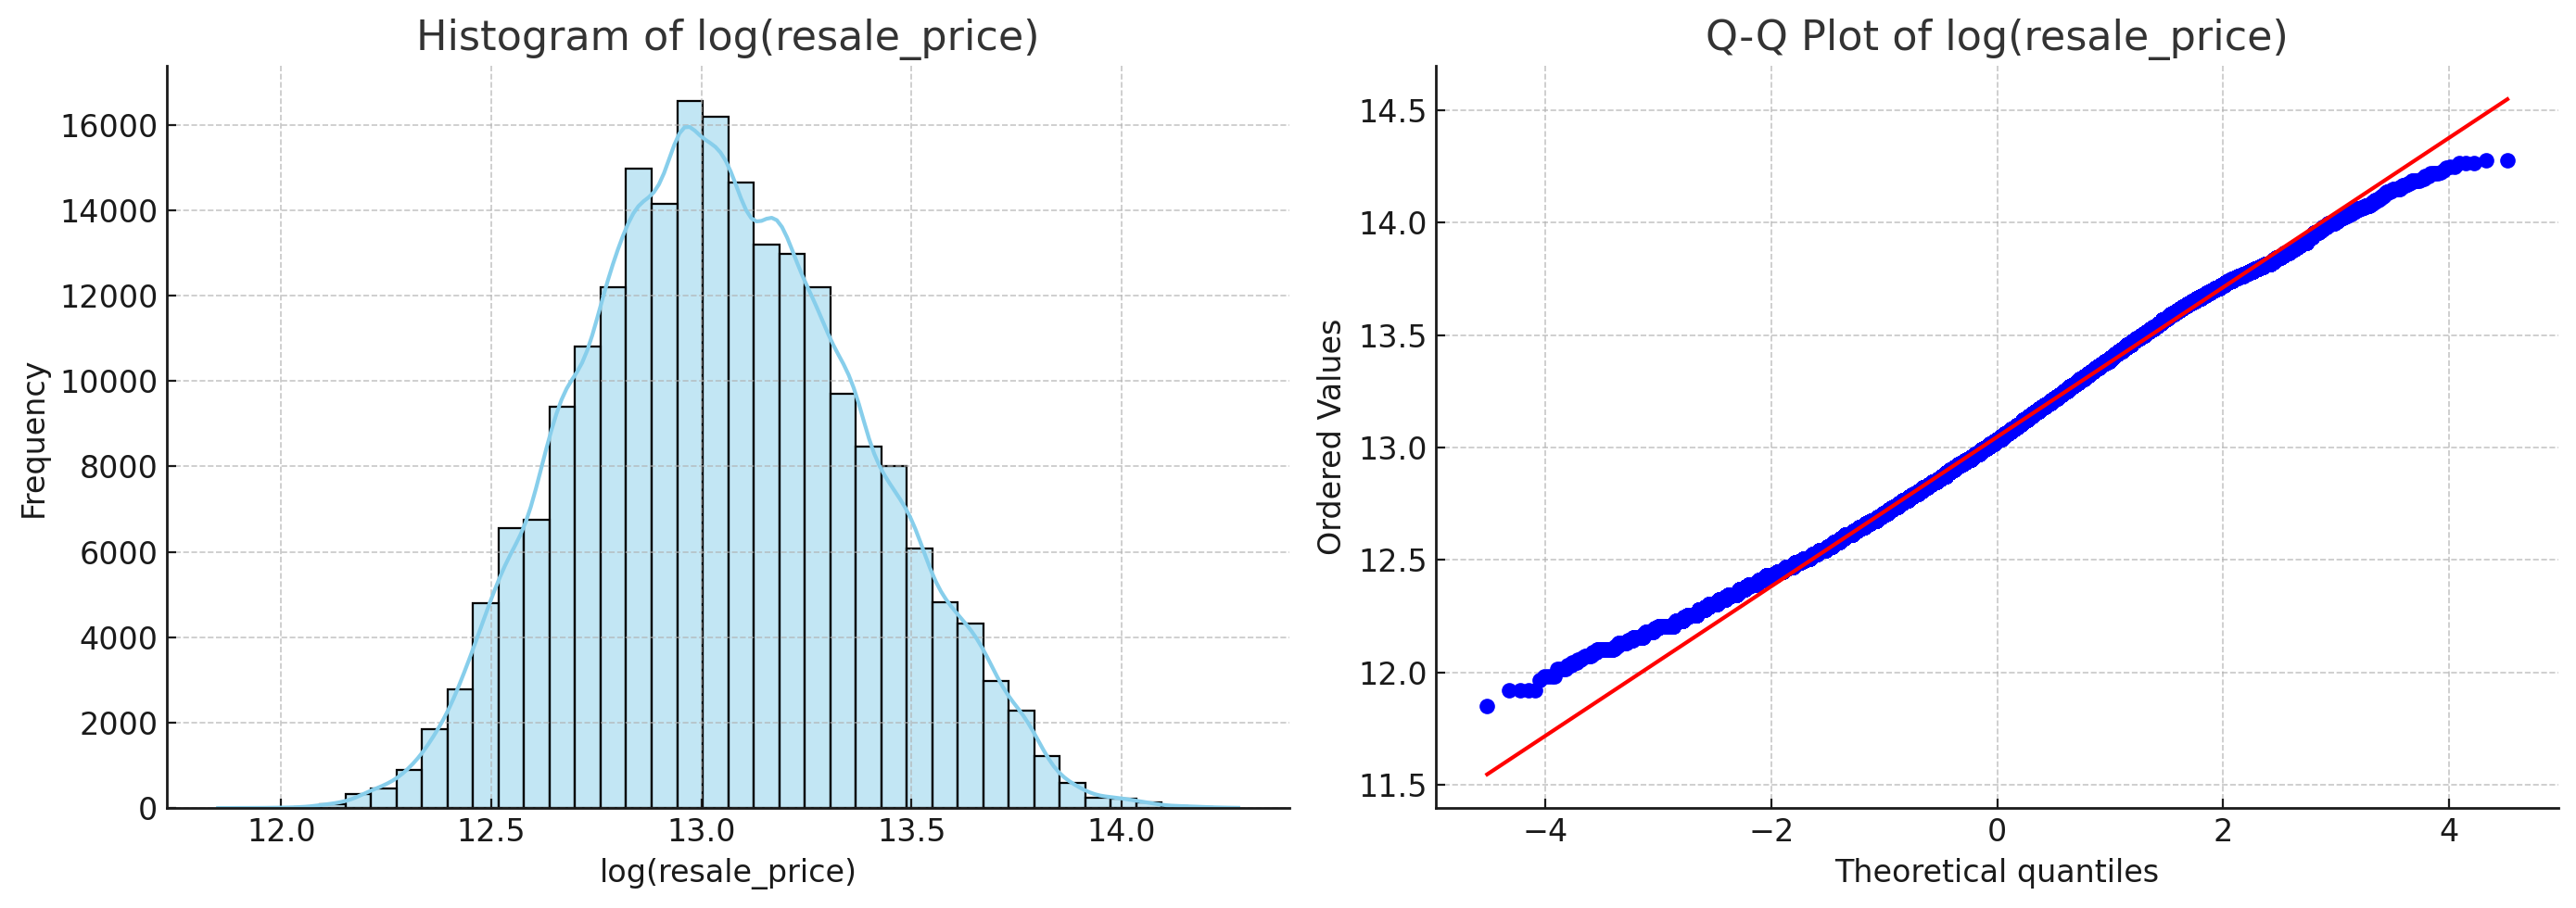 Histogram of log(resale_price)
16000
14000
12000
10000
8000
6000
4000
2000
0
Frequency
12.0 12.5 13.0 13.5 14.0
log(resale_price)
Q-Q Plot of log(resale_price)
14.5
14.0
13.5
13.0
12.5
12.0
11.5
Ordered Values
−4 −2 0 2 4
Theoretical quantiles